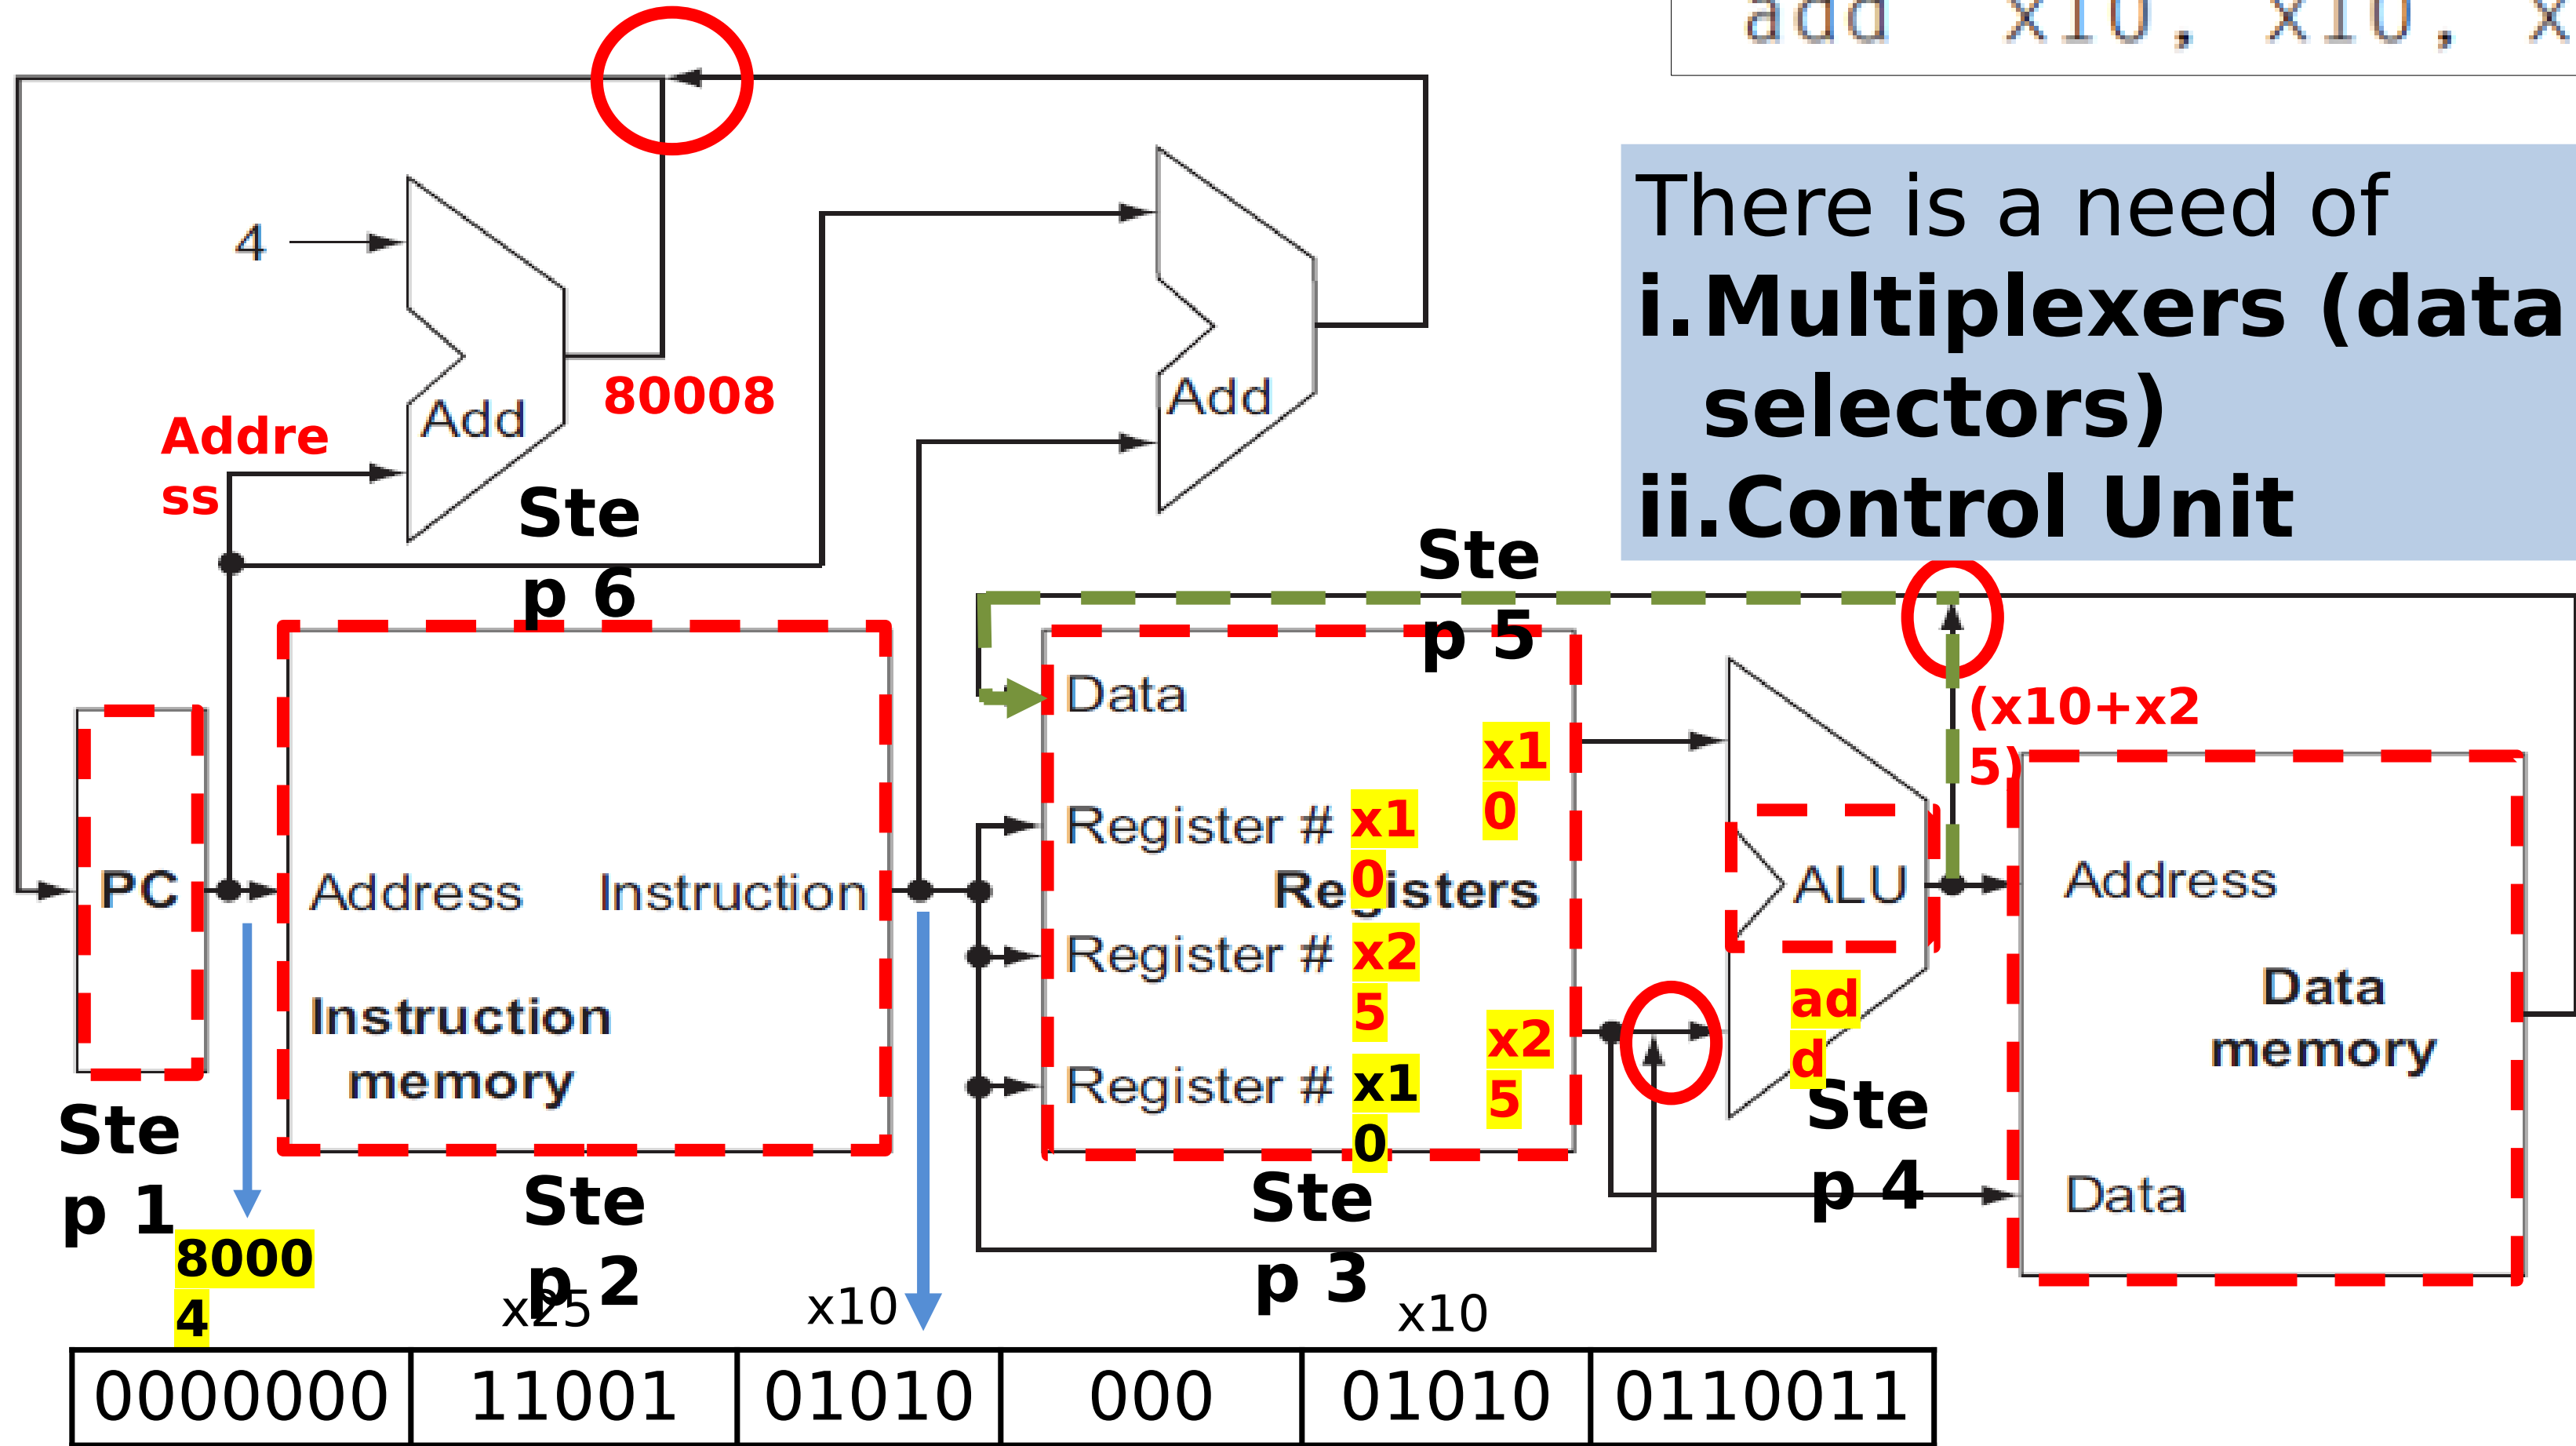 add x10, x10, x
There is a need of
i.Multiplexers (data
selectors)
ii.Control Unit
4
Add
80008
Addre
ss
Add
Ste
p 6
Ste
p 5
Data
x1
0
(x10+x2
5)
Register # x1
0
Registers
PC
Address
Instruction
ALU
Address
Register # x2
5
Instruction
memory
x2
5
ad
d
Data
memory
Register # x1
0
Ste
p 1
Ste
p 2
Ste
p 3
Ste
p 4
Data
8000
4
x25
x10
x10
0000000 11001 01010 000 01010 0110011